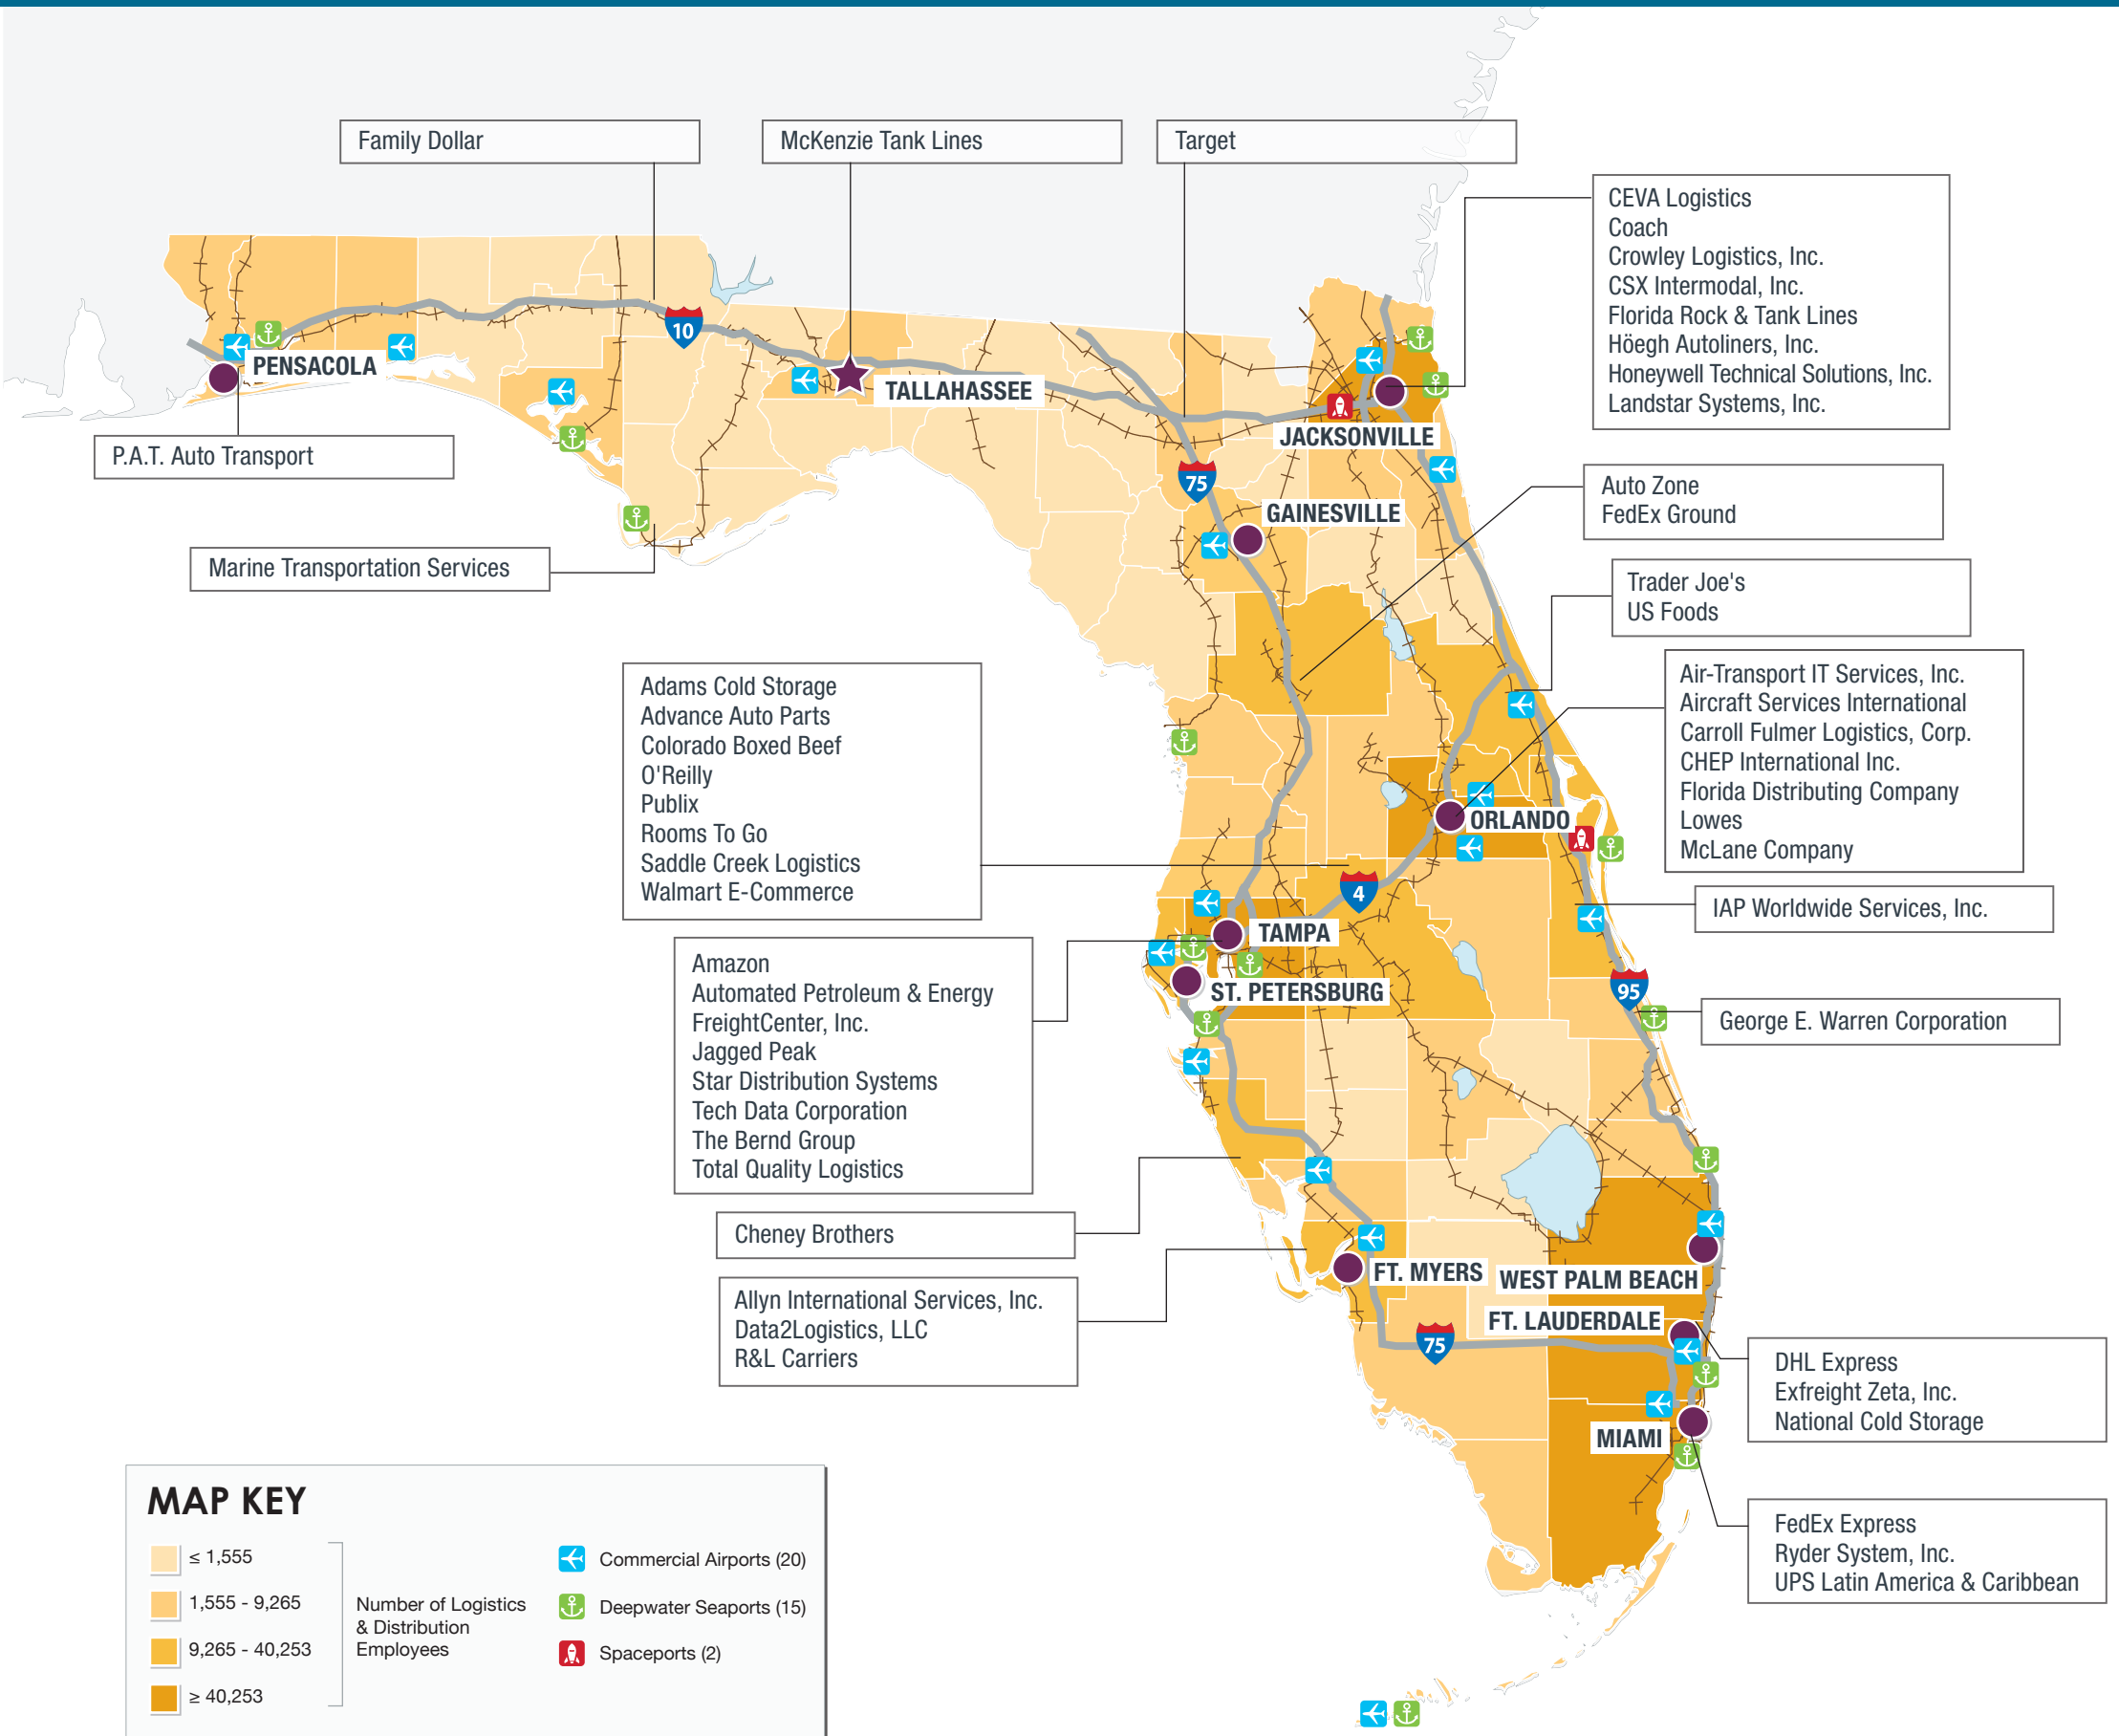 Family Dollar
McKenzie Tank Lines
Target
CEVA Logistics
Coach
Crowley Logistics, Inc.
CSX Intermodal, Inc.
Florida Rock & Tank Lines
Höegh Autoliners, Inc.
Honeywell Technical Solutions, Inc.
Landstar Systems, Inc.
10
PENSACOLA
TALLAHASSEE
JACKSONVILLE
P.A.T. Auto Transport
75
GAINESVILLE
Auto Zone
FedEx Ground
Marine Transportation Services
Trader Joe's
US Foods
Adams Cold Storage
Advance Auto Parts
Colorado Boxed Beef
O'Reilly
Publix
Rooms To Go
Saddle Creek Logistics
Walmart E-Commerce
Air-Transport IT Services, Inc.
Aircraft Services International
Carroll Fulmer Logistics, Corp.
CHEP International Inc.
Florida Distributing Company
Lowes
McLane Company
ORLANDO
4
IAP Worldwide Services, Inc.
TAMPA
Amazon
Automated Petroleum & Energy
FreightCenter, Inc.
Jagged Peak
Star Distribution Systems
Tech Data Corporation
The Bernd Group
Total Quality Logistics
ST. PETERSBURG
95
George E. Warren Corporation
Cheney Brothers
FT. MYERS
WEST PALM BEACH
Allyn International Services, Inc.
Data2Logistics, LLC
R&L Carriers
FT. LAUDERDALE
75
DHL Express
Exfreight Zeta, Inc.
National Cold Storage
MIAMI
FedEx Express
Ryder System, Inc.
UPS Latin America & Caribbean
MAP KEY
≤ 1,555
1,555 - 9,265
9,265 - 40,253
≥ 40,253
Number of Logistics
& Distribution
Employees
Commercial Airports (20)
Deepwater Seaports (15)
Spaceports (2)